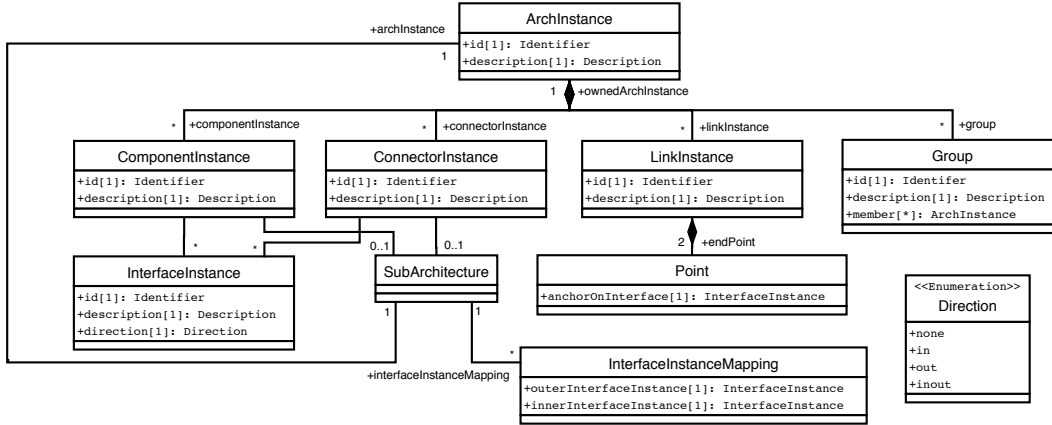 ArchInstance
+id[1]: Identifier
+description[1]: Description
+archInstance
1
1
+ownedArchInstance
*
+componentInstance
*
+connectorInstance
*
+linkInstance
*
+group
ComponentInstance
+id[1]: Identifier
+description[1]: Description
ConnectorInstance
+id[1]: Identifier
+description[1]: Description
LinkInstance
+id[1]: Identifier
+description[1]: Description
Group
+id[1]: Identifer
+description[1]: Description
+member[*]: ArchInstance
*
*
0..1
0..1
2
+endPoint
InterfaceInstance
+id[1]: Identifier
+description[1]: Description
+direction[1]: Direction
SubArchitecture
1
1
Point
+anchorOnInterface[1]: InterfaceInstance
<<Enumeration>>
Direction
+none
+in
+out
+inout
*
+interfaceInstanceMapping
InterfaceInstanceMapping
+outerInterfaceInstance[1]: InterfaceInstance
+innerInterfaceInstance[1]: InterfaceInstance